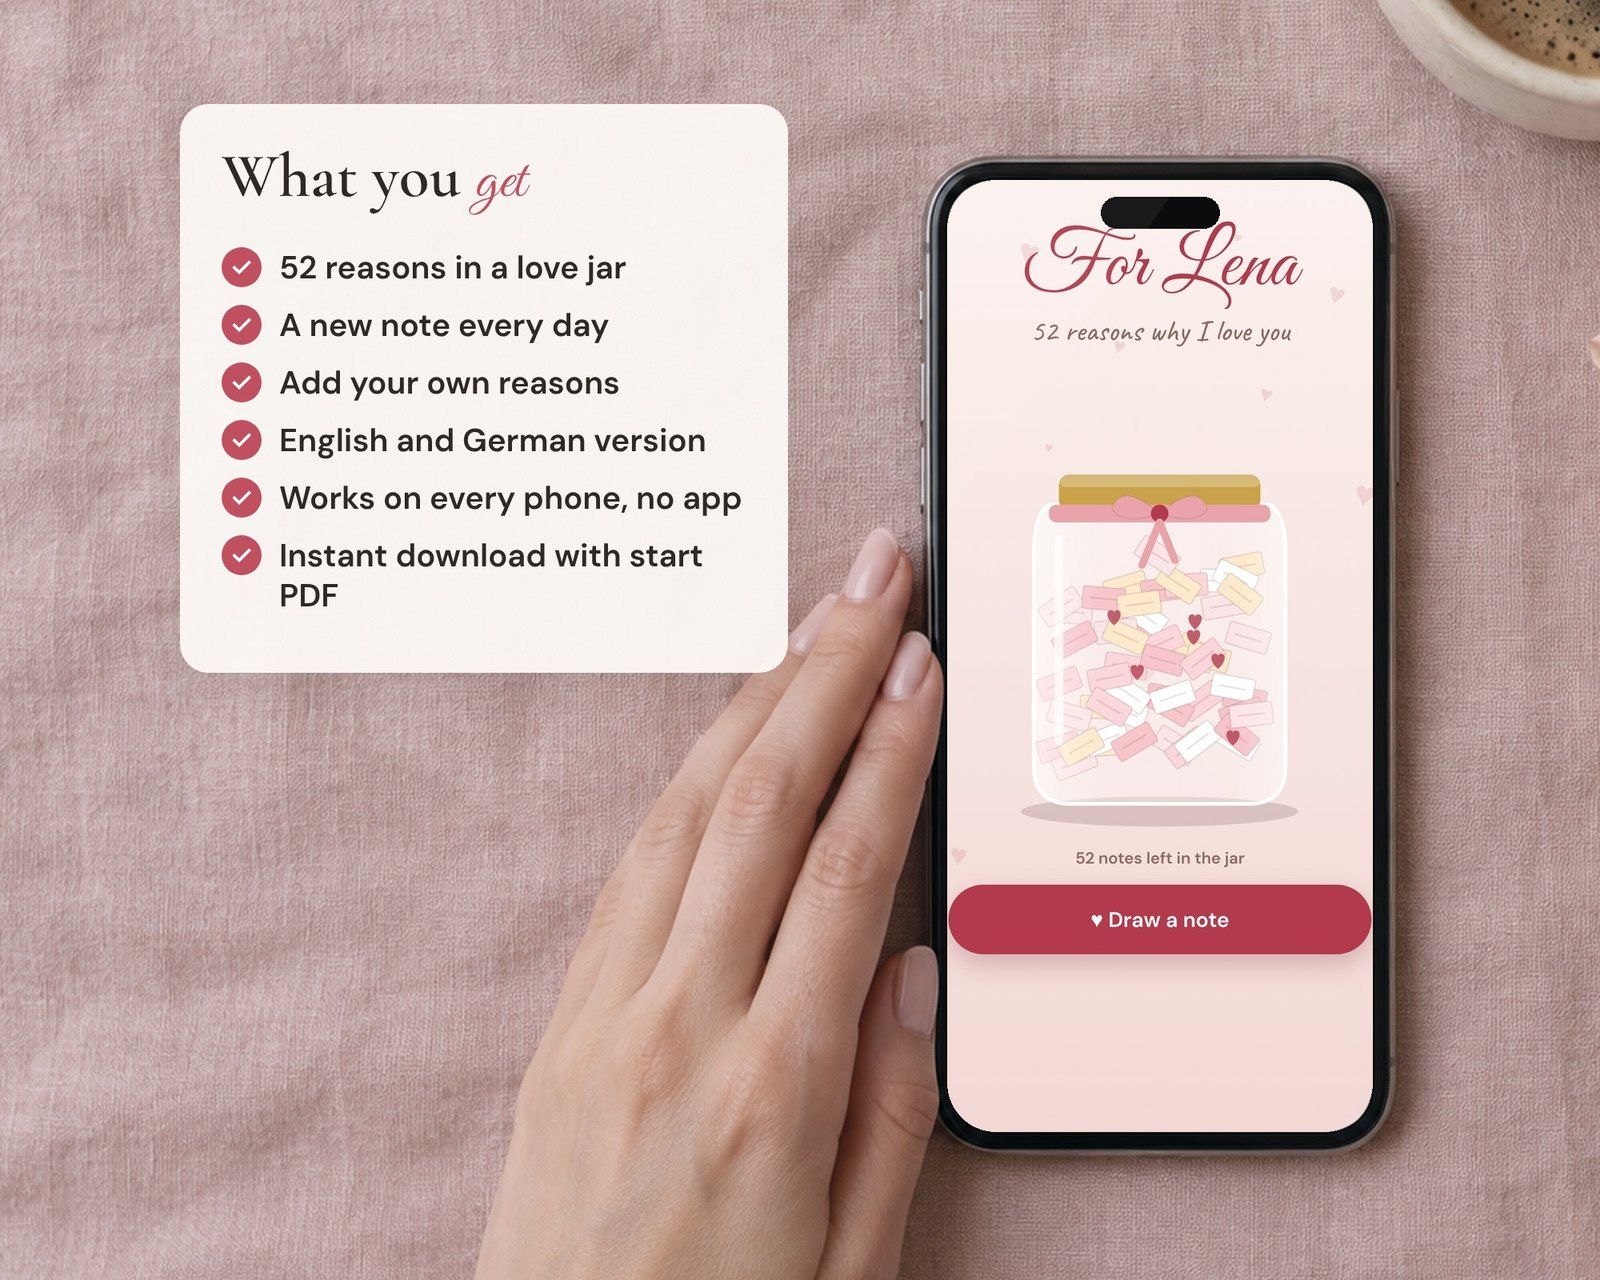 What you get
52 reasons in a love jar
A new note every day
Add your own reasons
English and German version
Works on every phone, no app
Instant download with start
PDF
For Lena
52 reasons why I love you
52 notes left in the jar
♥ Draw a note